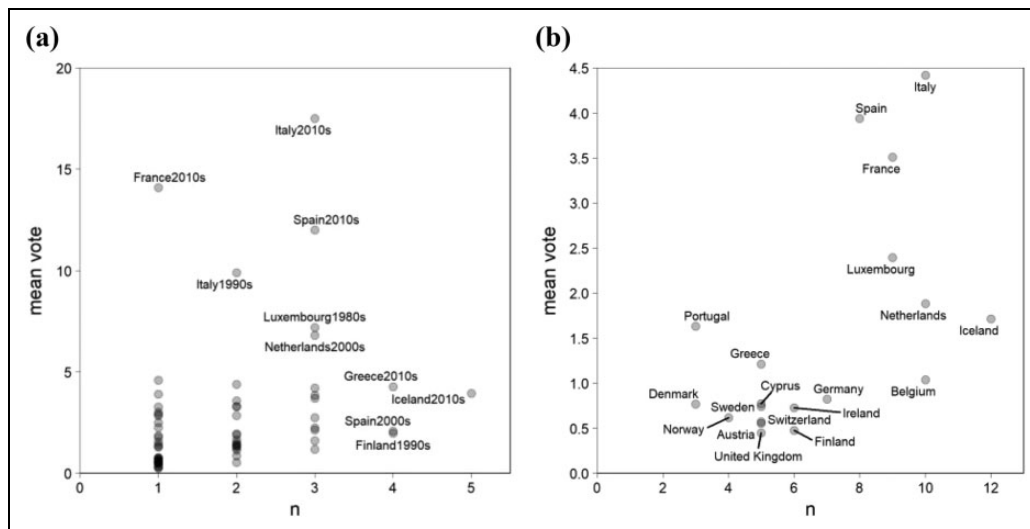 (a)
20
15
10
5
0
mean vote
Italy2010s
France2010s
Spain2010s
Italy1990s
Luxembourg1980s
Netherlands2000s
Greece2010s
Iceland2010s
Spain2000s
Finland1990s
0 1 2 3 4 5
n
(b)
4.5
4.0
3.5
3.0
2.5
2.0
1.5
1.0
0.5
0.0
mean vote
Italy
Spain
France
Luxembourg
Netherlands
Iceland
Portugal
Greece
Belgium
Cyprus
Denmark
Germany
Sweden
Ireland
Switzerland
Norway
Austria
Finland
United Kingdom
0 2 4 6 8 10 12
n